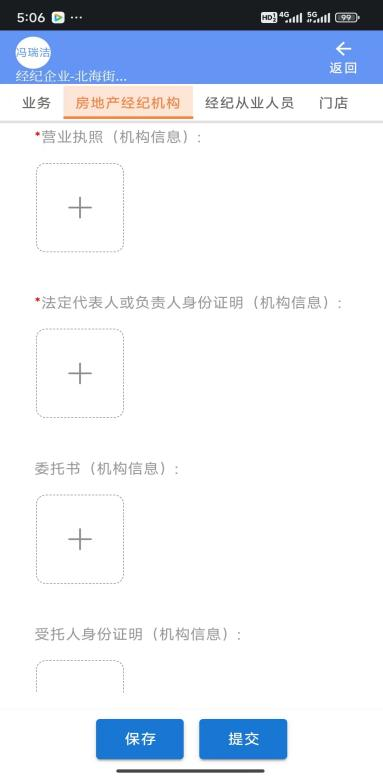 5:06 ··· HD2 4G 5G 99
冯瑞洁
经纪企业-北海街...
返回
业务 房地产经纪机构 经纪从业人员 门店
*营业执照（机构信息）:
*法定代表人或负责人身份证明（机构信息）:
委托书（机构信息）:
受托人身份证明（机构信息）:
保存 提交